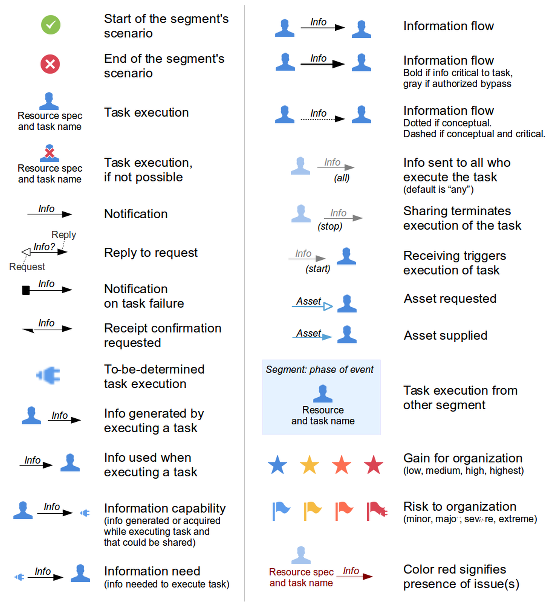 Start of the segment's
scenario
End of the segment's
scenario
Resource spec
and task name
Task execution
Resource spec
and task name
Task execution,
if not possible
Info
Notification
Reply
Info?
Request
Reply to request
Info
Notification
on task failure
Info
Receipt confirmation
requested
To-be-determined
task execution
Info
Info generated by
executing a task
Info
Info used when
executing a task
Info
Information capability
(info generated or acquired
while executing task and
that could be shared)
Info
Information need
(info needed to execute task)
Info
Information flow
Info
Information flow
Bold if info critical to task,
gray if authorized bypass
Info
Information flow
Dotted if conceptual.
Dashed if conceptual and critical.
Info
(all)
Info sent to all who
execute the task
(default is “any”)
Info
(stop)
Sharing terminates
execution of the task
Info
(start)
Receiving triggers
execution of task
Asset
Asset requested
Asset
Asset supplied
Segment: phase of event
Resource
and task name
Task execution from
other segment
Gain for organization
(low, medium, high, highest)
Risk to organization
(minor, major, severe, extreme)
Resource spec
and task name
Info
Color red signifies
presence of issue(s)